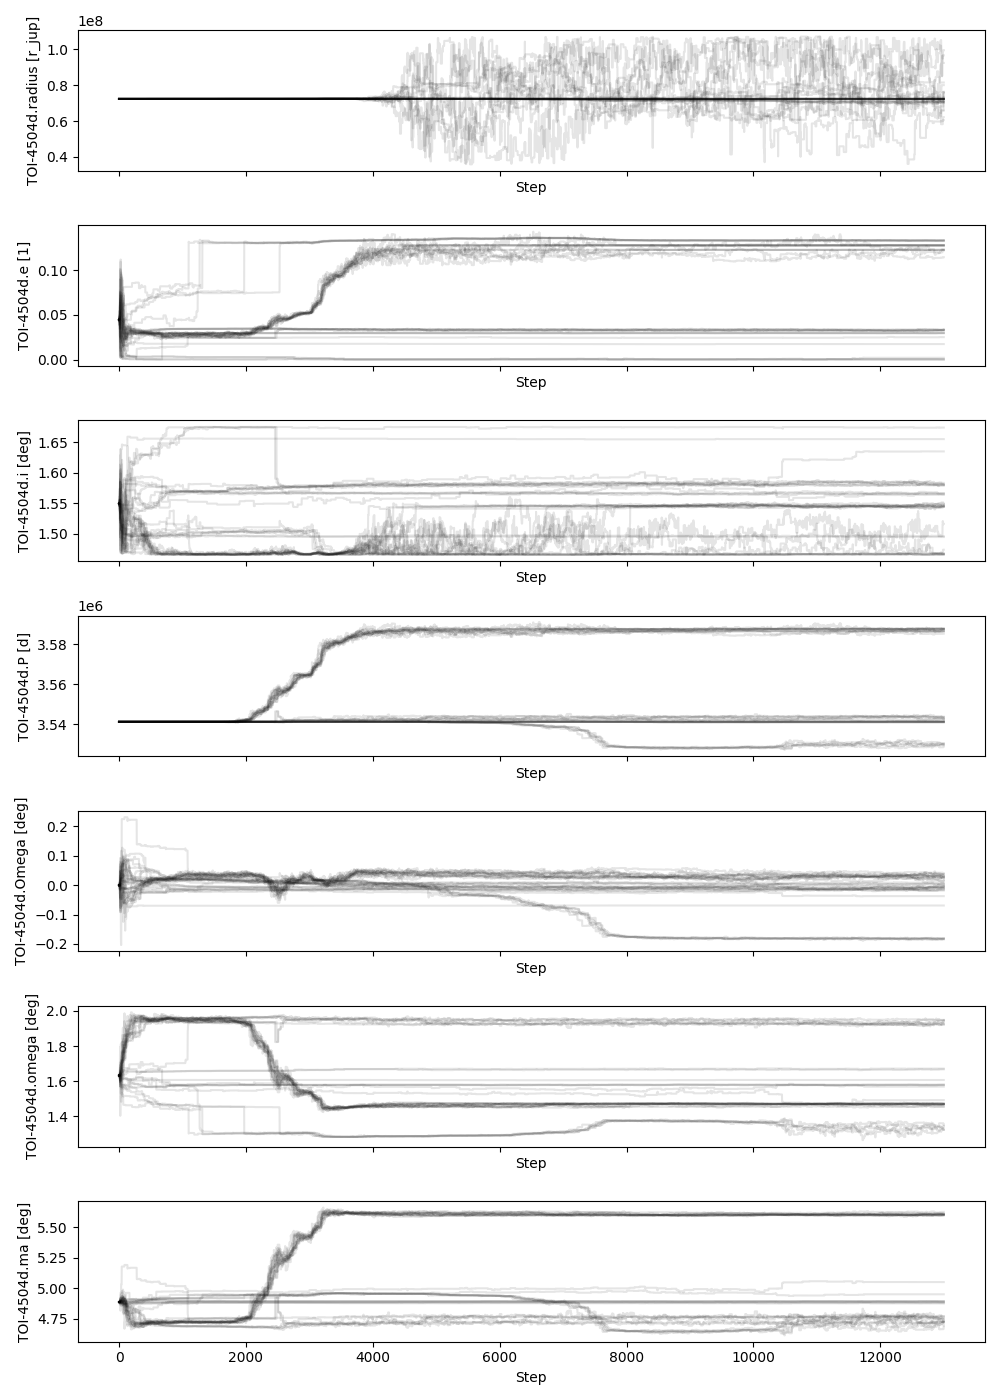 1e8
TOI-4504d.radius [r_jup]
1.0
0.8
0.6
0.4
Step
TOI-4504d.e [1]
0.10
0.05
0.00
Step
TOI-4504d.i [deg]
1.65
1.60
1.55
1.50
Step
1e6
TOI-4504d.P [d]
3.58
3.56
3.54
Step
TOI-4504d.Omega [deg]
0.2
0.1
0.0
−0.1
−0.2
Step
TOI-4504d.omega [deg]
2.0
1.8
1.6
1.4
Step
TOI-4504d.ma [deg]
5.50
5.25
5.00
4.75
0 2000 4000 6000 8000 10000 12000
Step